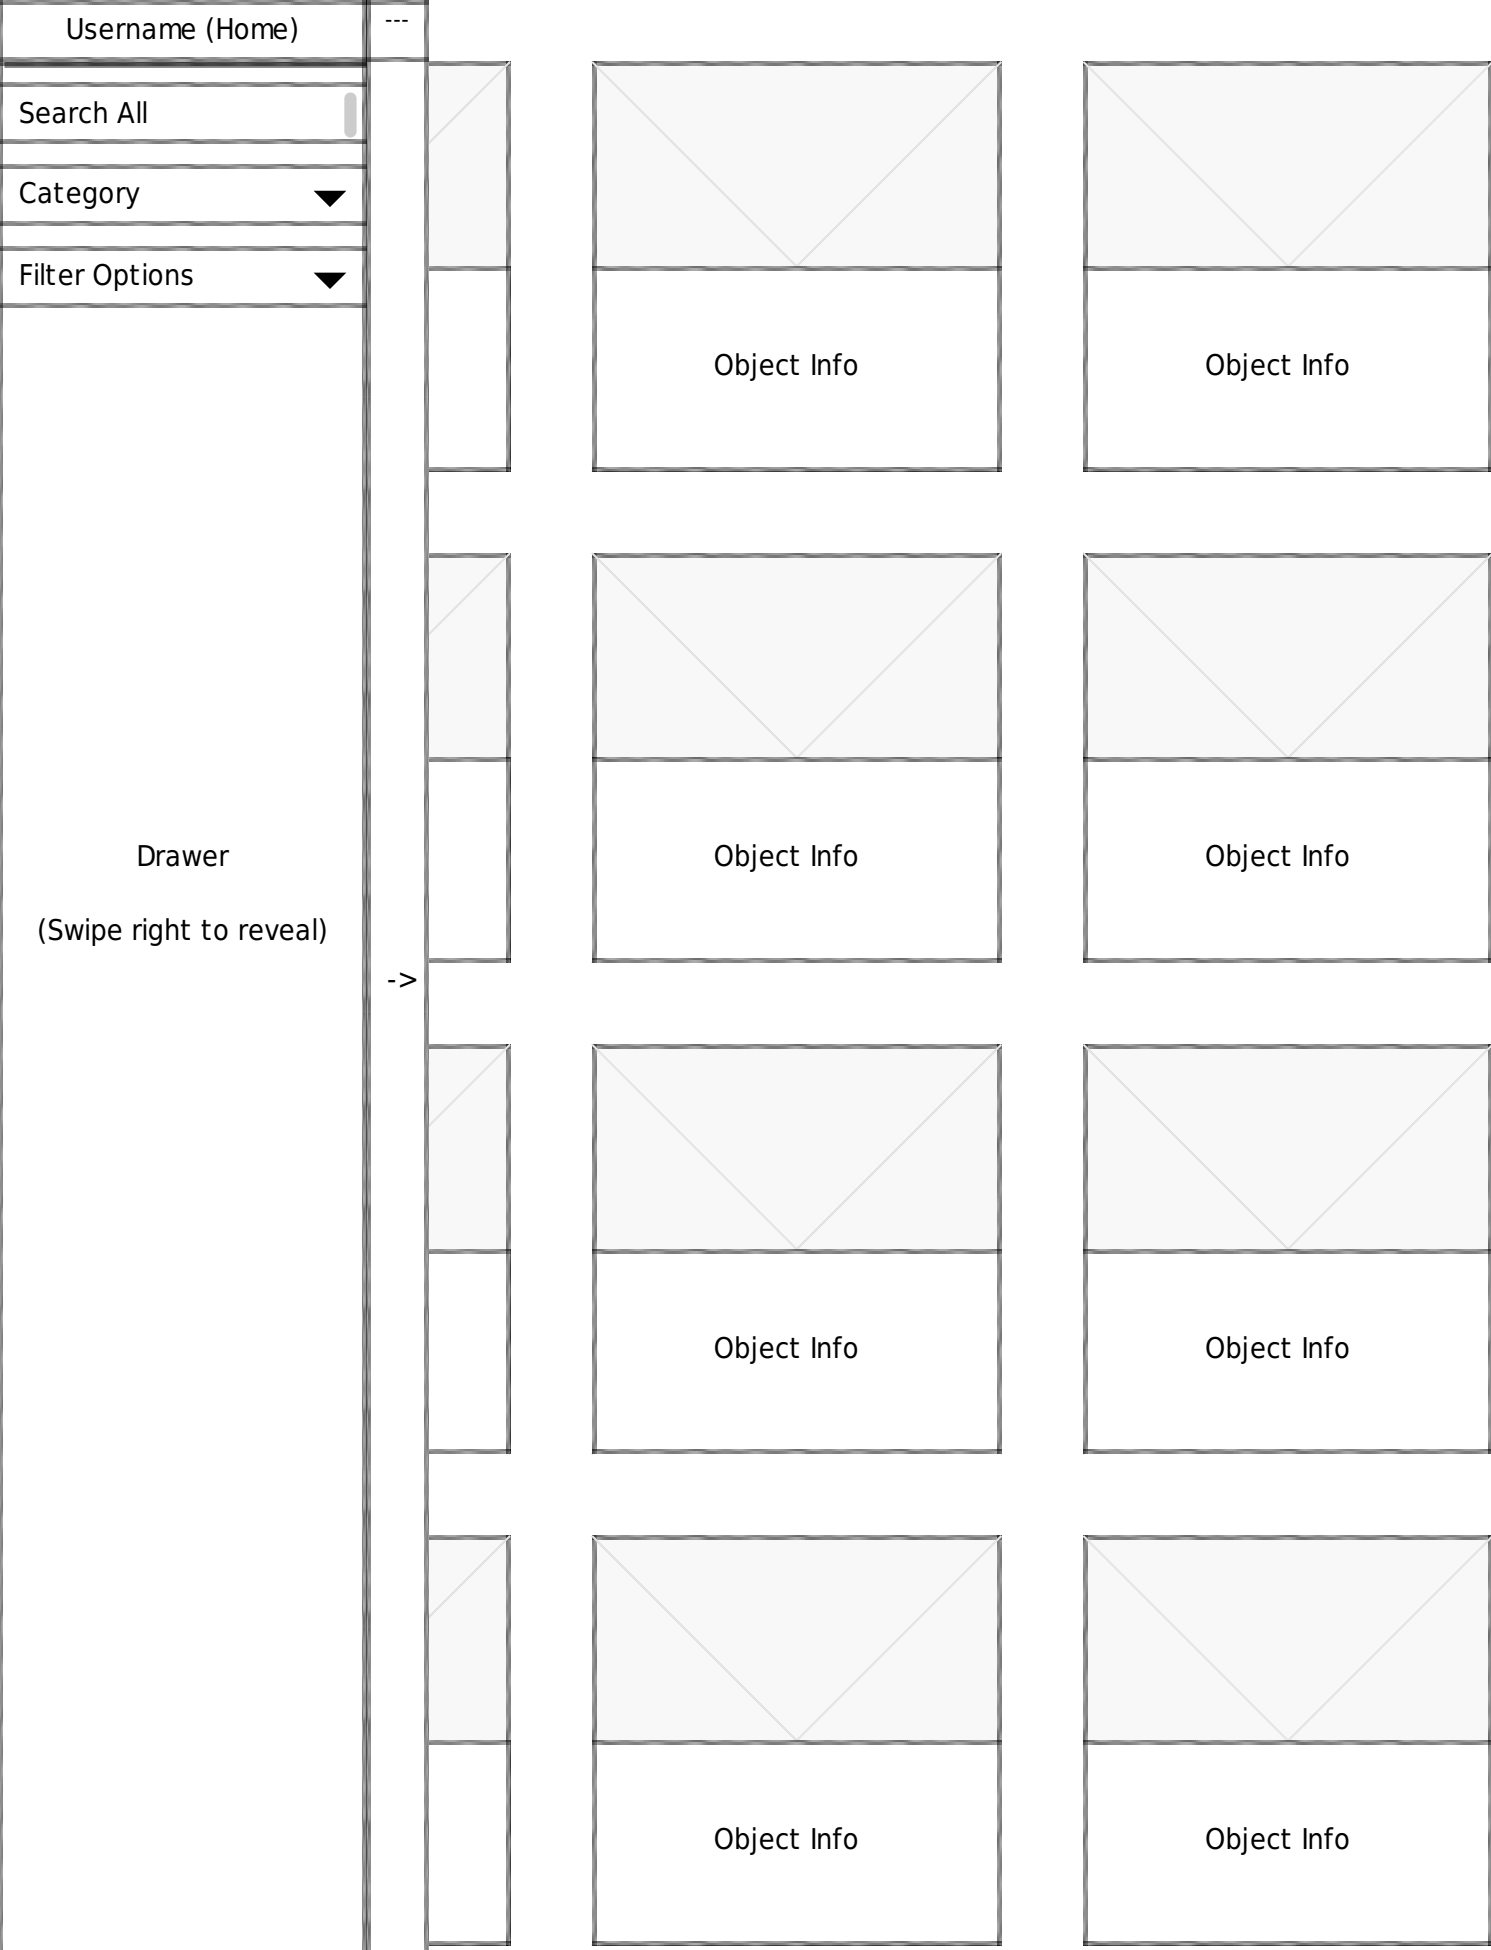 Username (Home)
---
Search All
Category
Filter Options
Object Info
Object Info
Drawer
(Swipe right to reveal)
->
Object Info
Object Info
Object Info
Object Info
Object Info
Object Info